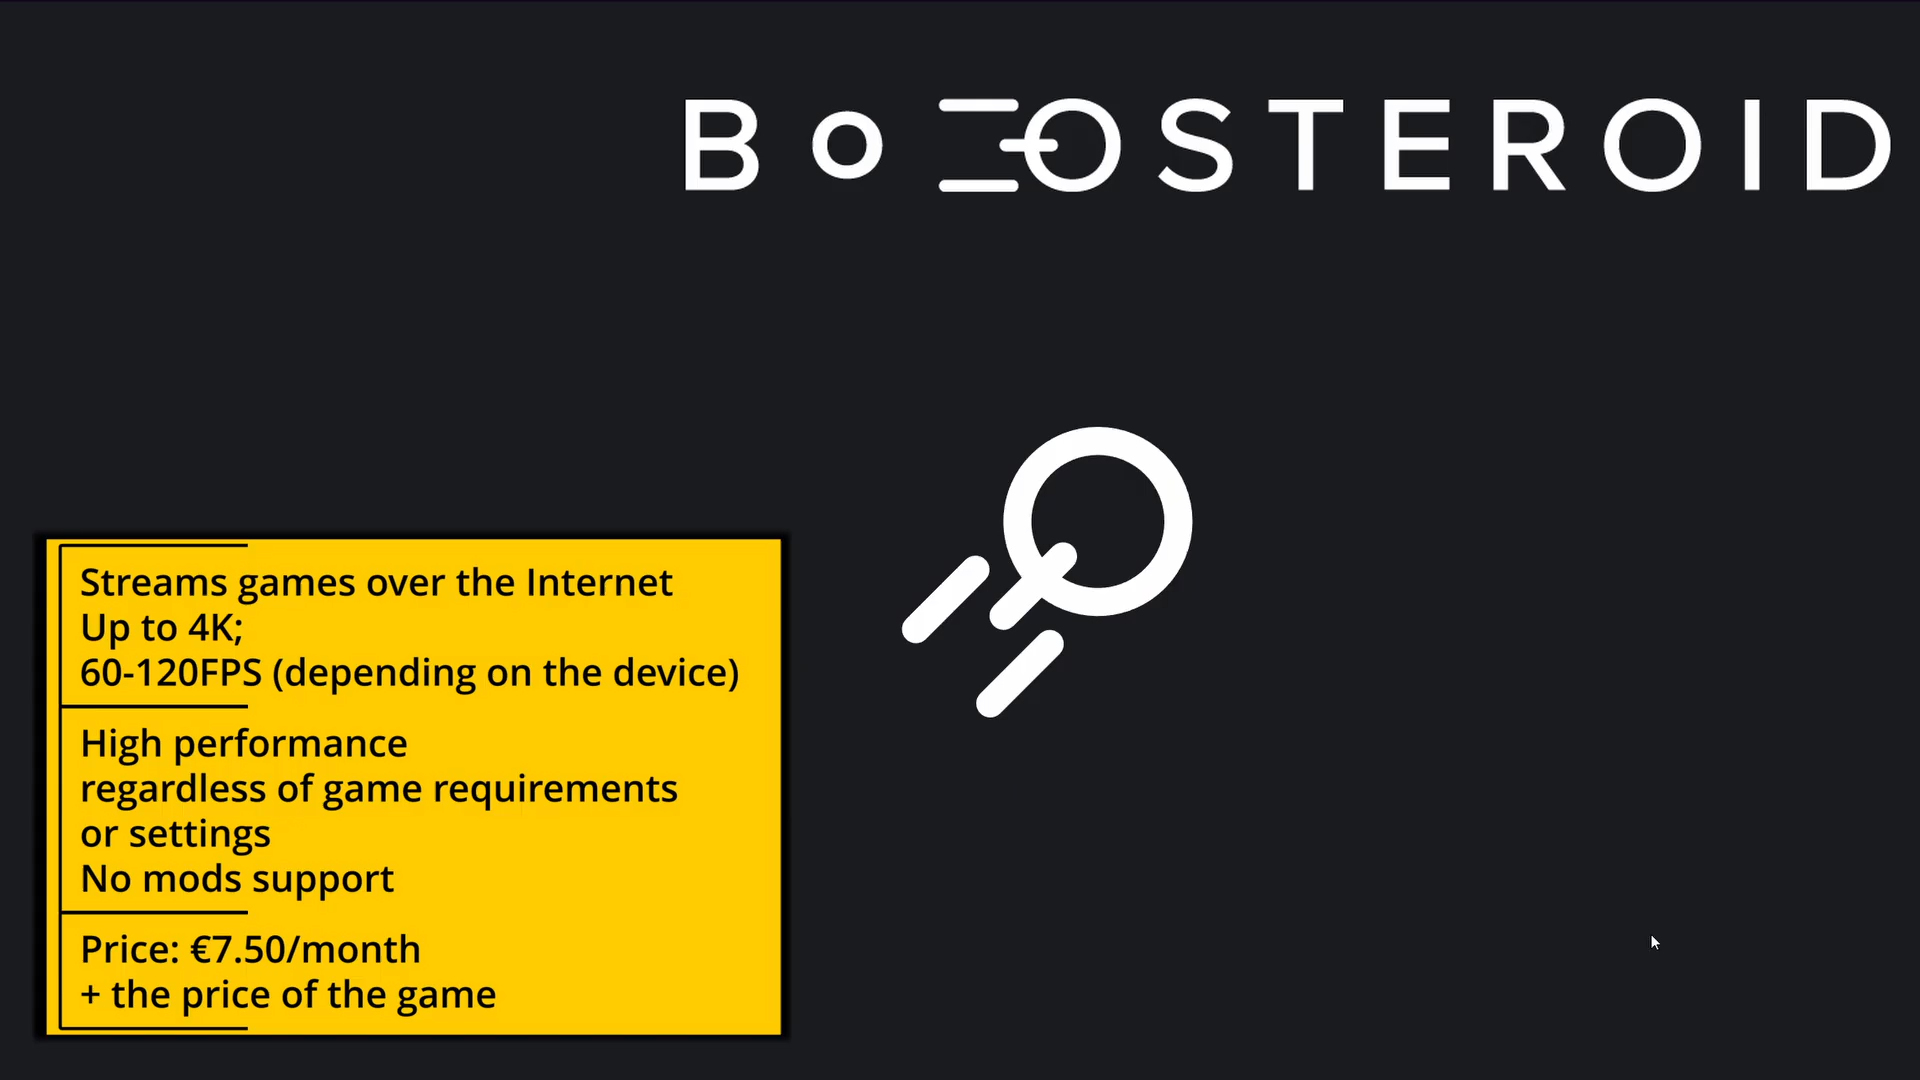 BOOSTEROID
Streams games over the Internet
Up to 4K;
60-120FPS (depending on the device)
High performance
regardless of game requirements
or settings
No mods support
Price: €7.50/month
+ the price of the game